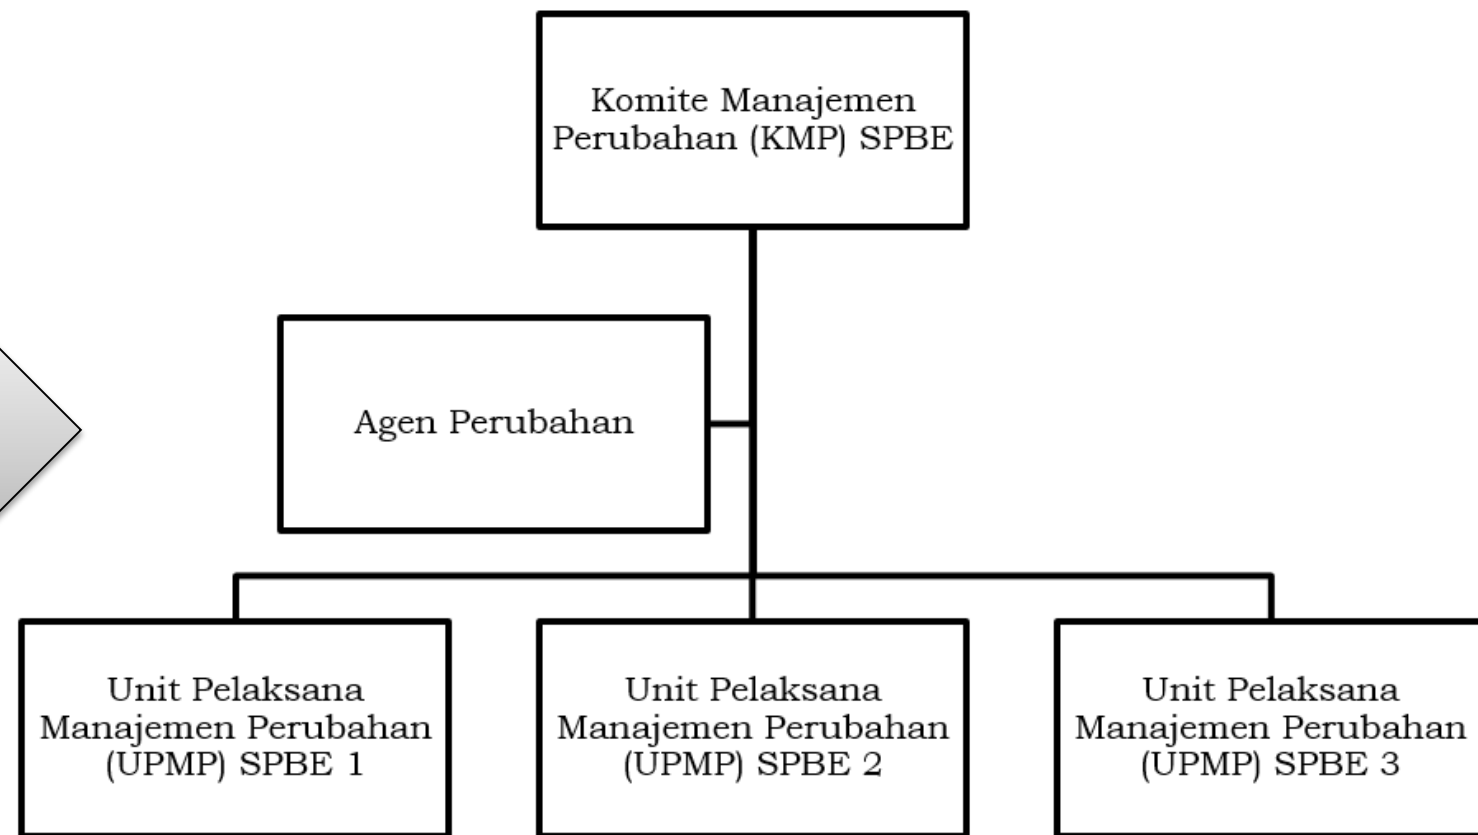 Komite Manajemen
Perubahan (KMP) SPBE
Agen Perubahan
Unit Pelaksana
Manajemen Perubahan
(UPMP) SPBE 1
Unit Pelaksana
Manajemen Perubahan
(UPMP) SPBE 2
Unit Pelaksana
Manajemen Perubahan
(UPMP) SPBE 3